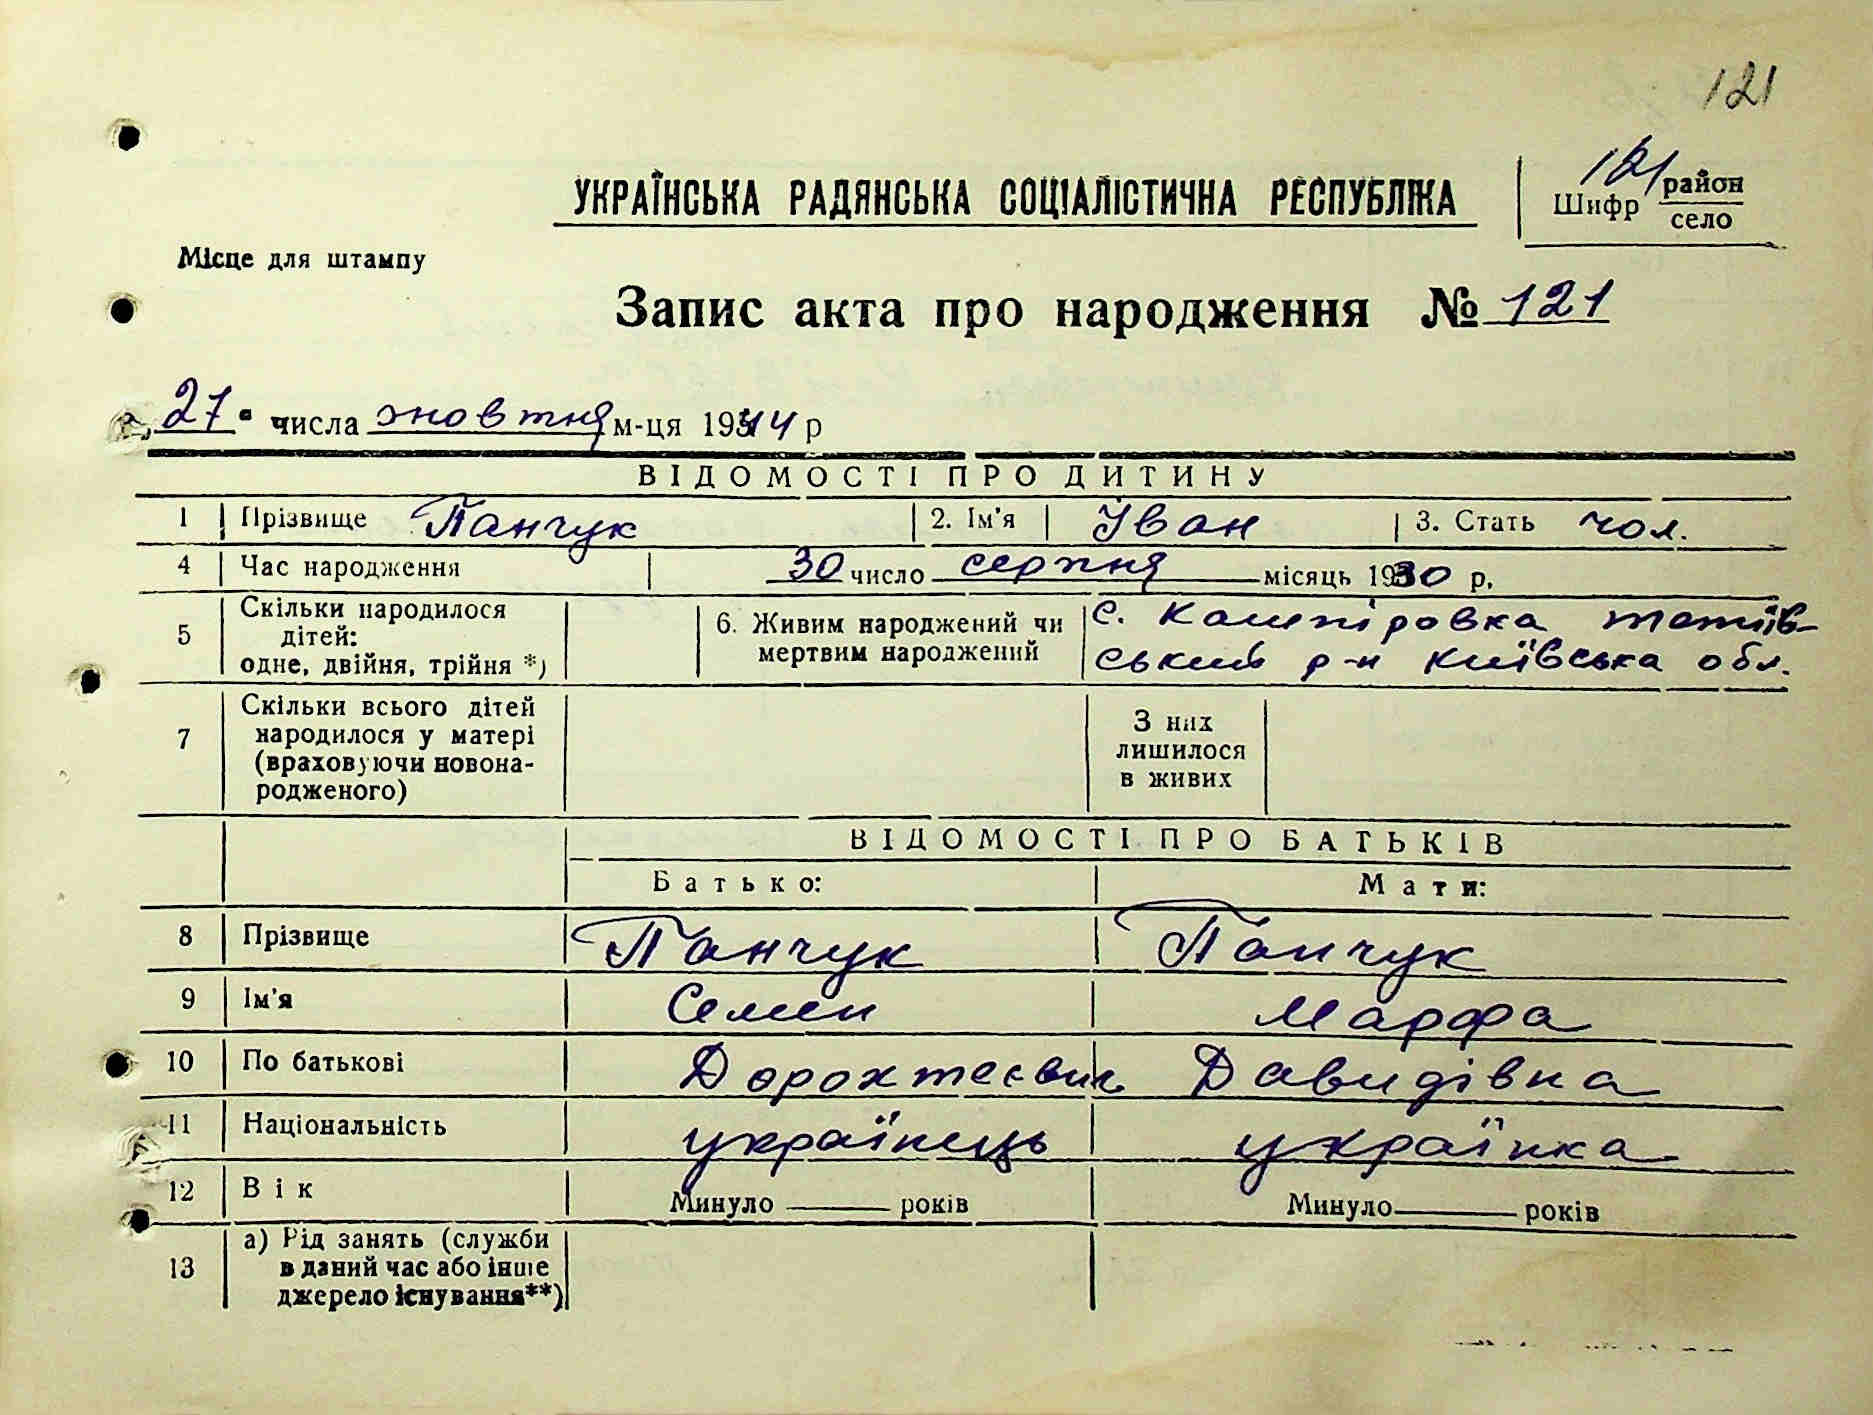 121
УКРАЇНСЬКА РАДЯНСЬКА СОЦІАЛІСТИЧНА РЕСПУБЛІКА
121
Шифр район
село
Місце для штампу
Запис акта про народження № 121
27 числа жовтня м-ця 1944 р
ВІДОМОСТІ ПРО ДИТИНУ
1 Прізвище Панчук 2. Ім'я Іван 3. Стать чол.
4 Час народження 30 число серпня місяць 1930 р.
5 Скільки народилося дітей: одне, двійня, трійня *)
6. Живим народжений чи мертвим народжений
с. Кашпіровка тетіїв-
ський р-н Київська обл.
7 Скільки всього дітей народилося у матері (враховуючи новона-
родженого)
З них лишилося в живих
ВІДОМОСТІ ПРО БАТЬКІВ
Батько: Мати:
8 Прізвище Панчук Панчук
9 Ім'я Семен Марфа
10 По батькові Дорохтеєвич Давидівна
11 Національність українець українка
12 Вік Минуло років Минуло років
13 а) Рід занять (служби
в даний час або інше
джерело існування**)